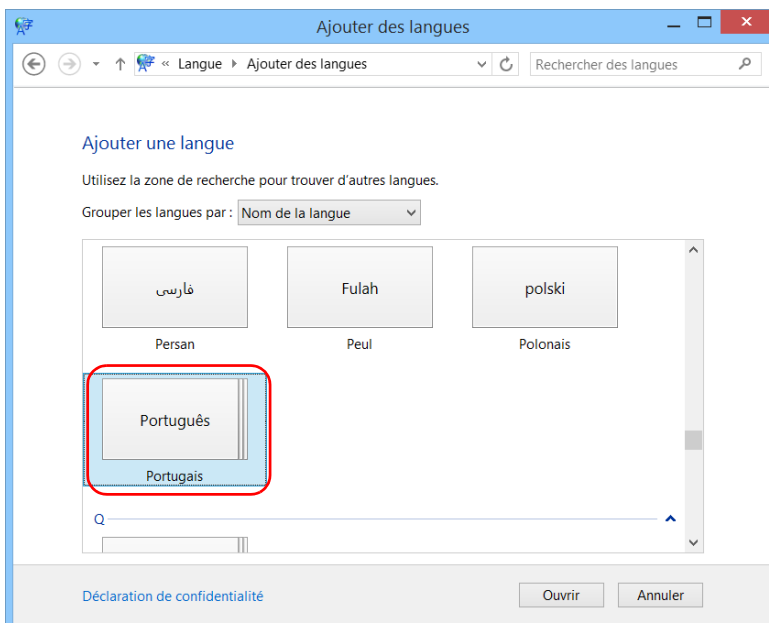 Ajouter des langues
« Langue Ajouter des langues Rechercher des langues
Ajouter une langue
Utilisez la zone de recherche pour trouver d'autres langues.
Grouper les langues par : Nom de la langue
فارسی Fulah polski
Persan Peul Polonais
Português
Portugais
Q
Déclaration de confidentialité Ouvrir Annuler